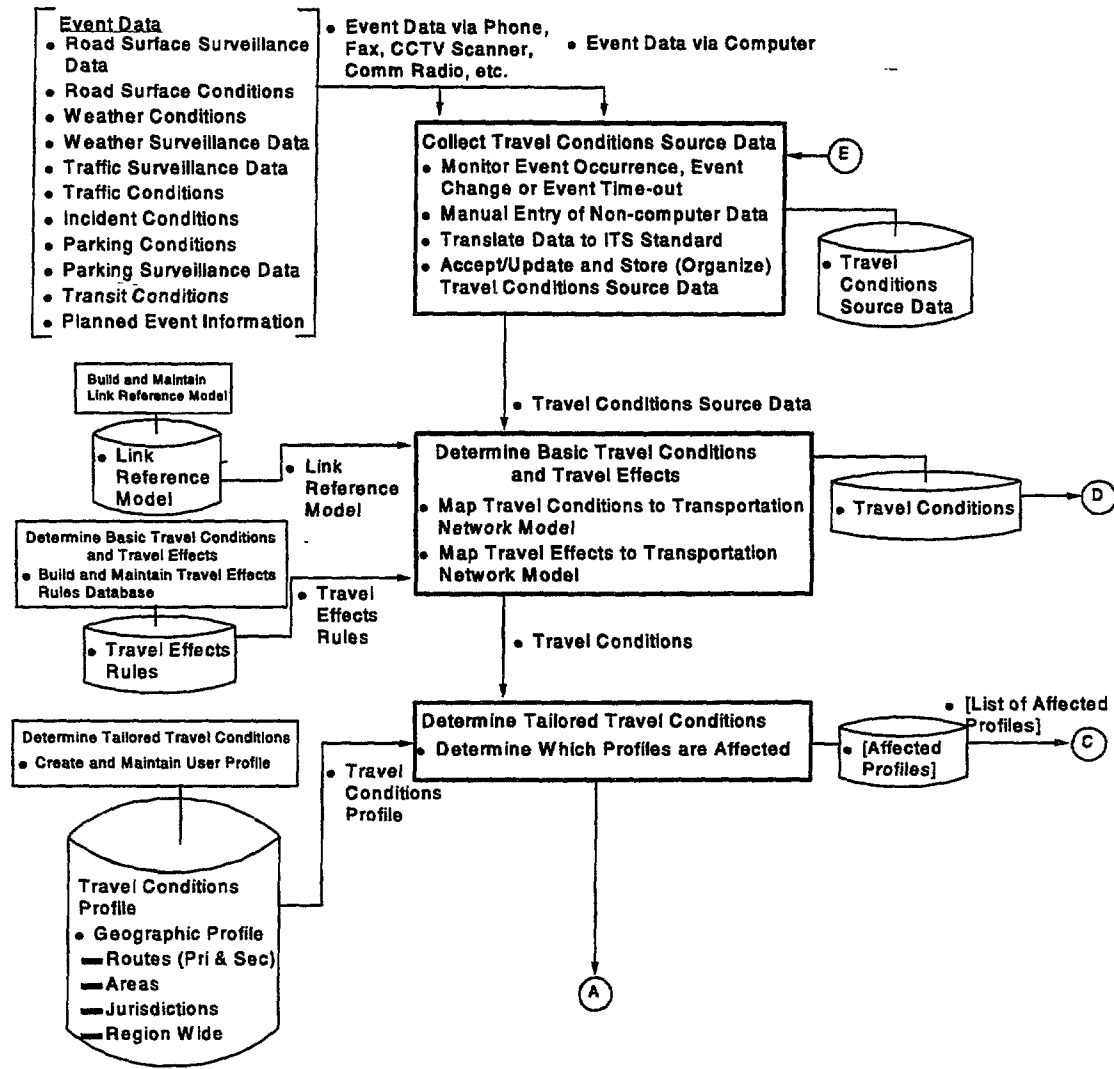 Event Data
• Road Surface Surveillance
Data
• Road Surface Conditions
• Weather Conditions
• Weather Surveillance Data
• Traffic Surveillance Data
• Traffic Conditions
• Incident Conditions
• Parking Conditions
• Parking Surveillance Data
• Transit Conditions
• Planned Event Information
• Event Data via Phone,
Fax, CCTV Scanner,
Comm Radio, etc.
• Event Data via Computer
Collect Travel Conditions Source Data
• Monitor Event Occurrence, Event
Change or Event Time-out
• Manual Entry of Non-computer Data
• Translate Data to ITS Standard
• Accept/Update and Store (Organize)
Travel Conditions Source Data
E
• Travel
Conditions
Source Data
• Travel Conditions Source Data
Build and Maintain
Link Reference Model
• Link
Reference
Model
• Link
Reference
Model
Determine Basic Travel Conditions
and Travel Effects
• Map Travel Conditions to Transportation
Network Model
• Map Travel Effects to Transportation
Network Model
• Travel Conditions
D
Determine Basic Travel Conditions
and Travel Effects
• Build and Maintain Travel Effects
Rules Database
• Travel Effects
Rules
• Travel
Effects
Rules
• Travel Conditions
Determine Tailored Travel Conditions
• Determine Which Profiles are Affected
• [Affected
Profiles]
• [List of Affected
Profiles]
C
Determine Tailored Travel Conditions
• Create and Maintain User Profile
• Travel
Conditions
Profile
Travel Conditions
Profile
• Geographic Profile
— Routes (Pri & Sec)
— Areas
— Jurisdictions
— Region Wide
A